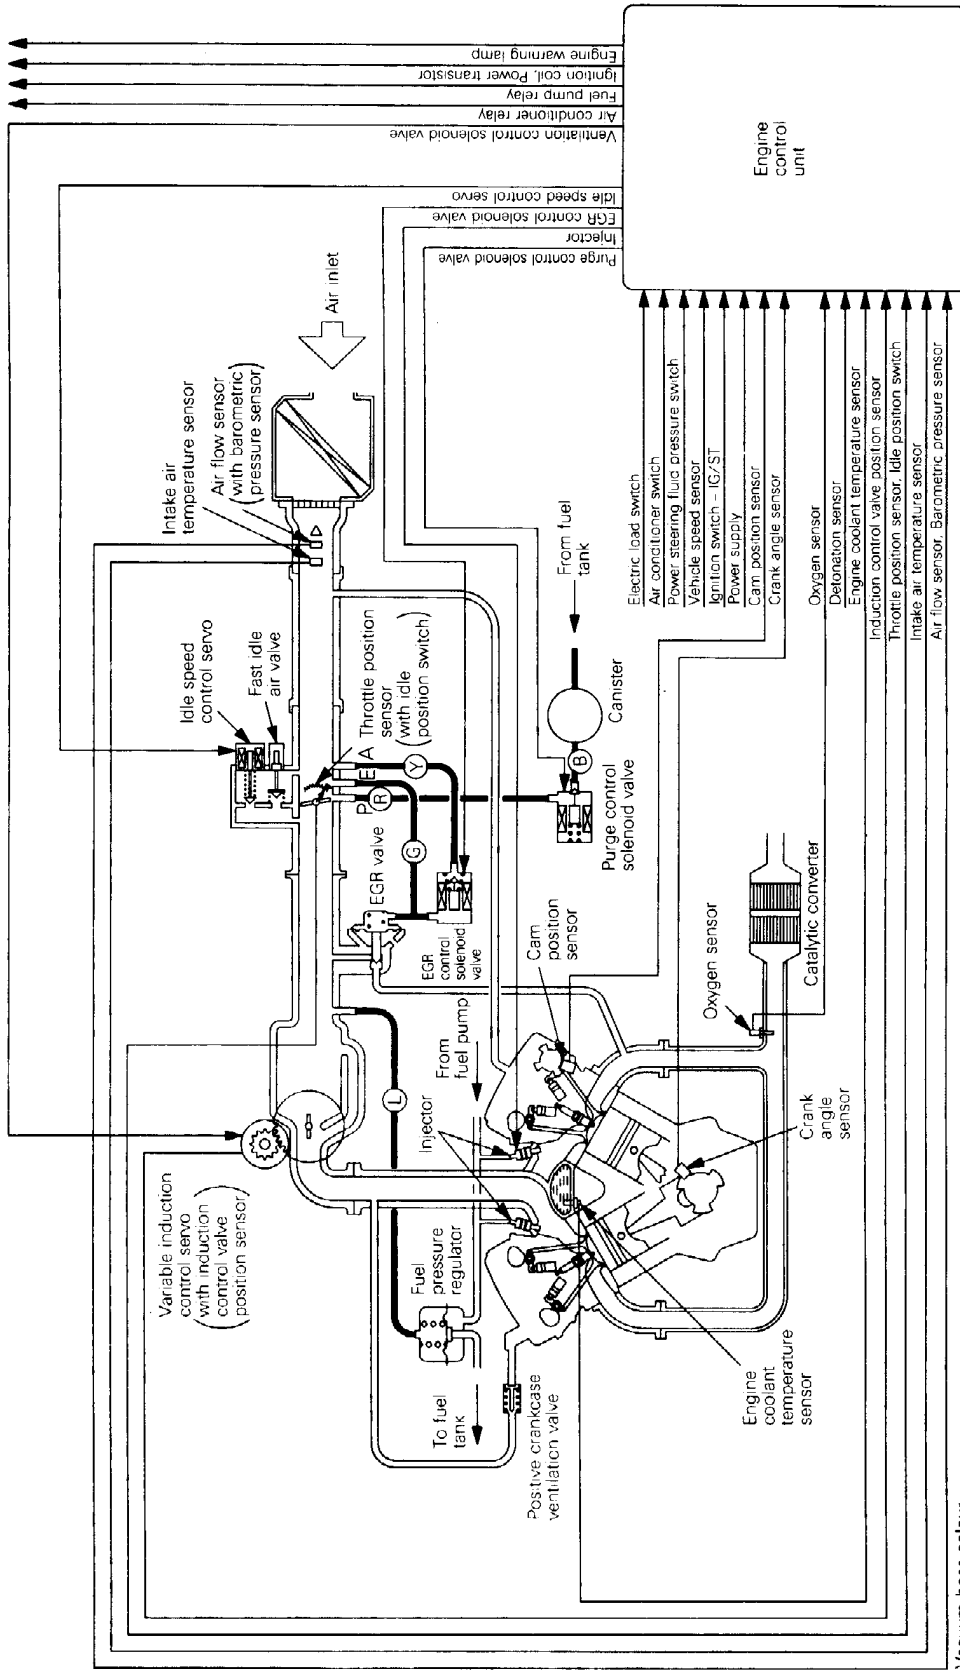 Engine warning lamp
Ignition coil, Power transistor
Fuel pump relay
Air conditioner relay
Ventilation control solenoid valve
Idle speed control servo
EGR control solenoid valve
Injector
Purge control solenoid valve
Engine
control
unit
Air inlet
Intake air
temperature sensor
Air flow sensor
(with barometric
pressure sensor)
Idle speed
control servo
Fast idle
air valve
Throttle position
sensor
(with idle
position switch)
P
E
A
R
Y
G
B
L
EGR valve
EGR
control
solenoid
valve
From fuel
tank
Canister
Purge control
solenoid valve
Cam
position
sensor
Oxygen sensor
Catalytic converter
Crank
angle
sensor
From
fuel pump
Injector
Variable induction
control servo
(with induction
control valve
position sensor)
Fuel
pressure
regulator
To fuel
tank
Positive crankcase
ventilation valve
Engine
coolant
temperature
sensor
Electric load switch
Air conditioner switch
Power steering fluid pressure switch
Vehicle speed sensor
Ignition switch – IG/ST
Power supply
Cam position sensor
Crank angle sensor
Oxygen sensor
Detonation sensor
Engine coolant temperature sensor
Induction control valve position sensor
Throttle position sensor, Idle position switch
Intake air temperature sensor
Air flow sensor, Barometric pressure sensor
Vacuum hose colour